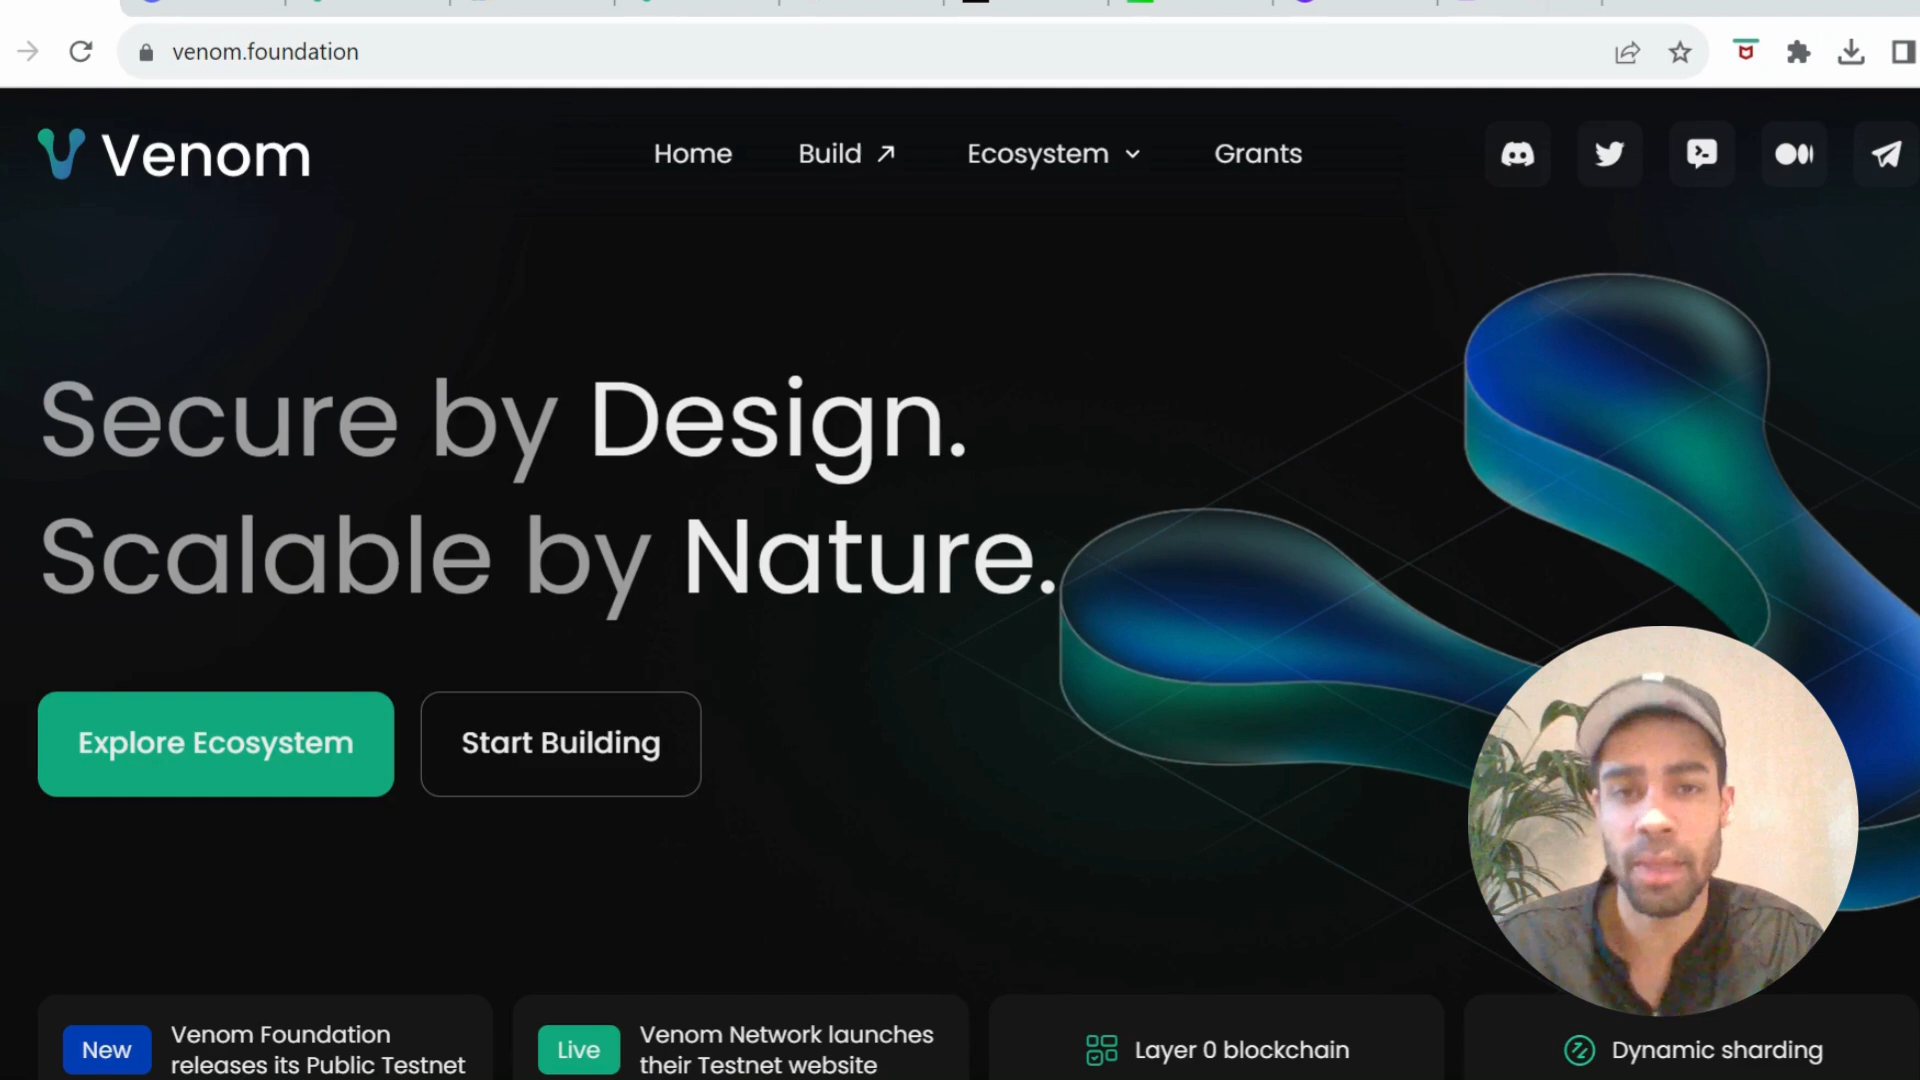 venom.foundation
Venom
Home
Build
Ecosystem
Grants
Secure by Design.
Scalable by Nature.
Explore Ecosystem
Start Building
New
Venom Foundation
releases its Public Testnet
Live
Venom Network launches
their Testnet website
Layer 0 blockchain
Dynamic sharding